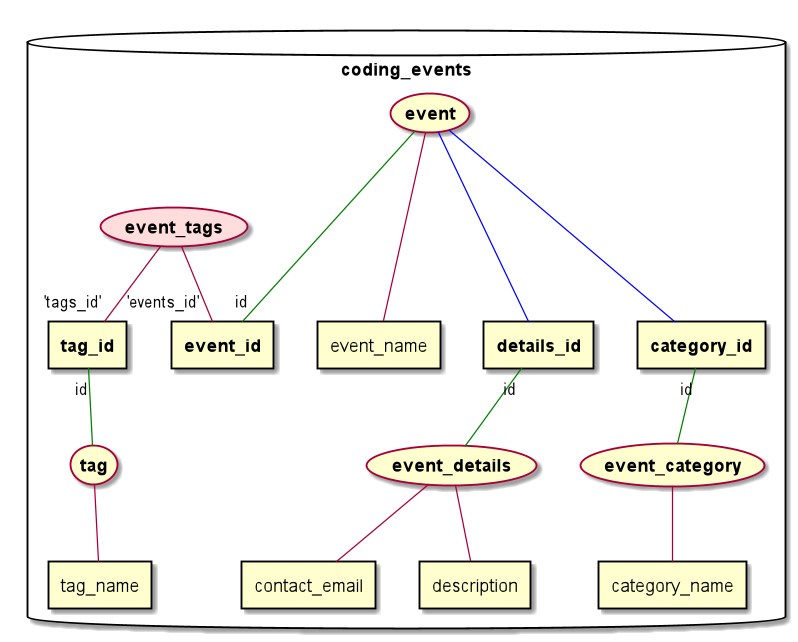 coding_events
event
event_tags
'tags_id'
'events_id'
id
tag_id
event_id
event_name
details_id
category_id
id
id
id
tag
event_details
event_category
tag_name
contact_email
description
category_name